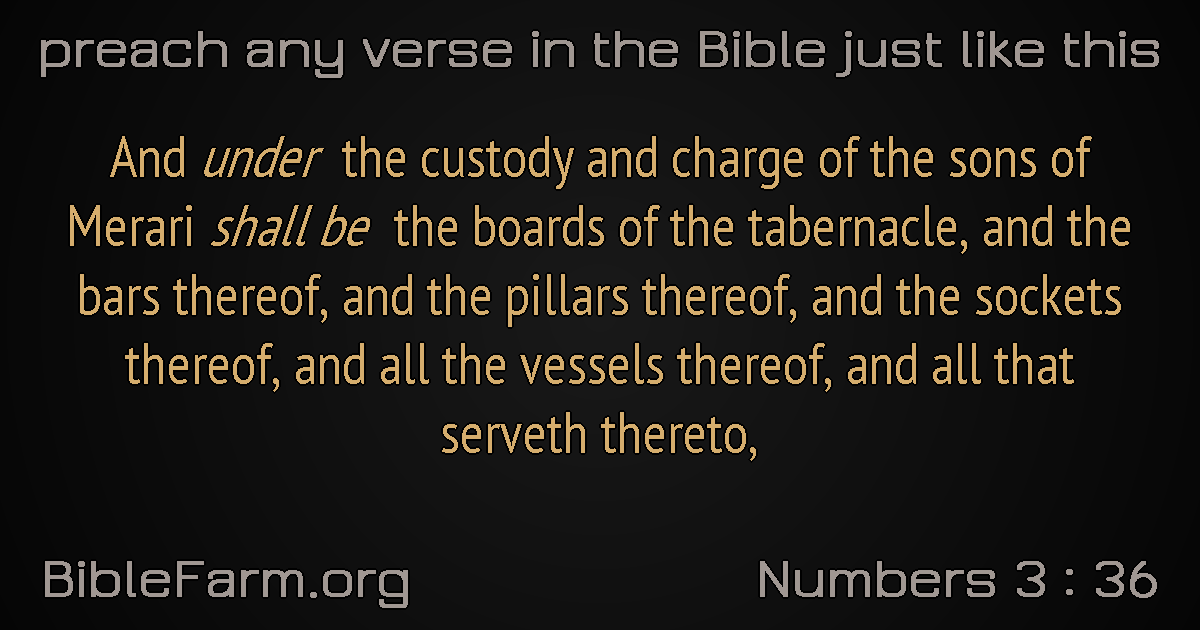 preach any verse in the Bible just like this
And under the custody and charge of the sons of
Merari shall be the boards of the tabernacle, and the
bars thereof, and the pillars thereof, and the sockets
thereof, and all the vessels thereof, and all that
serveth thereto,
BibleFarm.org
Numbers 3 : 36